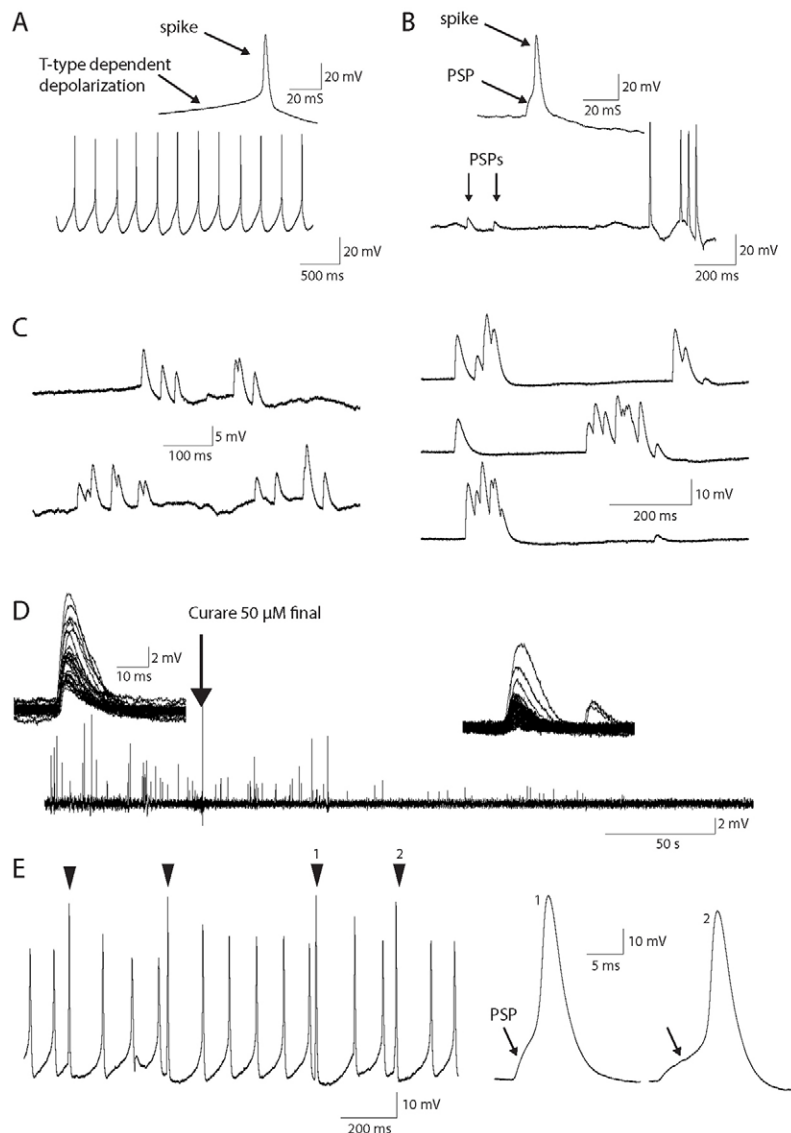 A
spike
T-type dependent
depolarization
20 mV
20 mS
20 mV
500 ms
B
spike
PSP
20 mV
20 mS
PSPs
20 mV
200 ms
C
5 mV
100 ms
10 mV
200 ms
D
Curare 50 µM final
2 mV
10 ms
2 mV
50 s
E
1
2
10 mV
200 ms
1
2
10 mV
5 ms
PSP